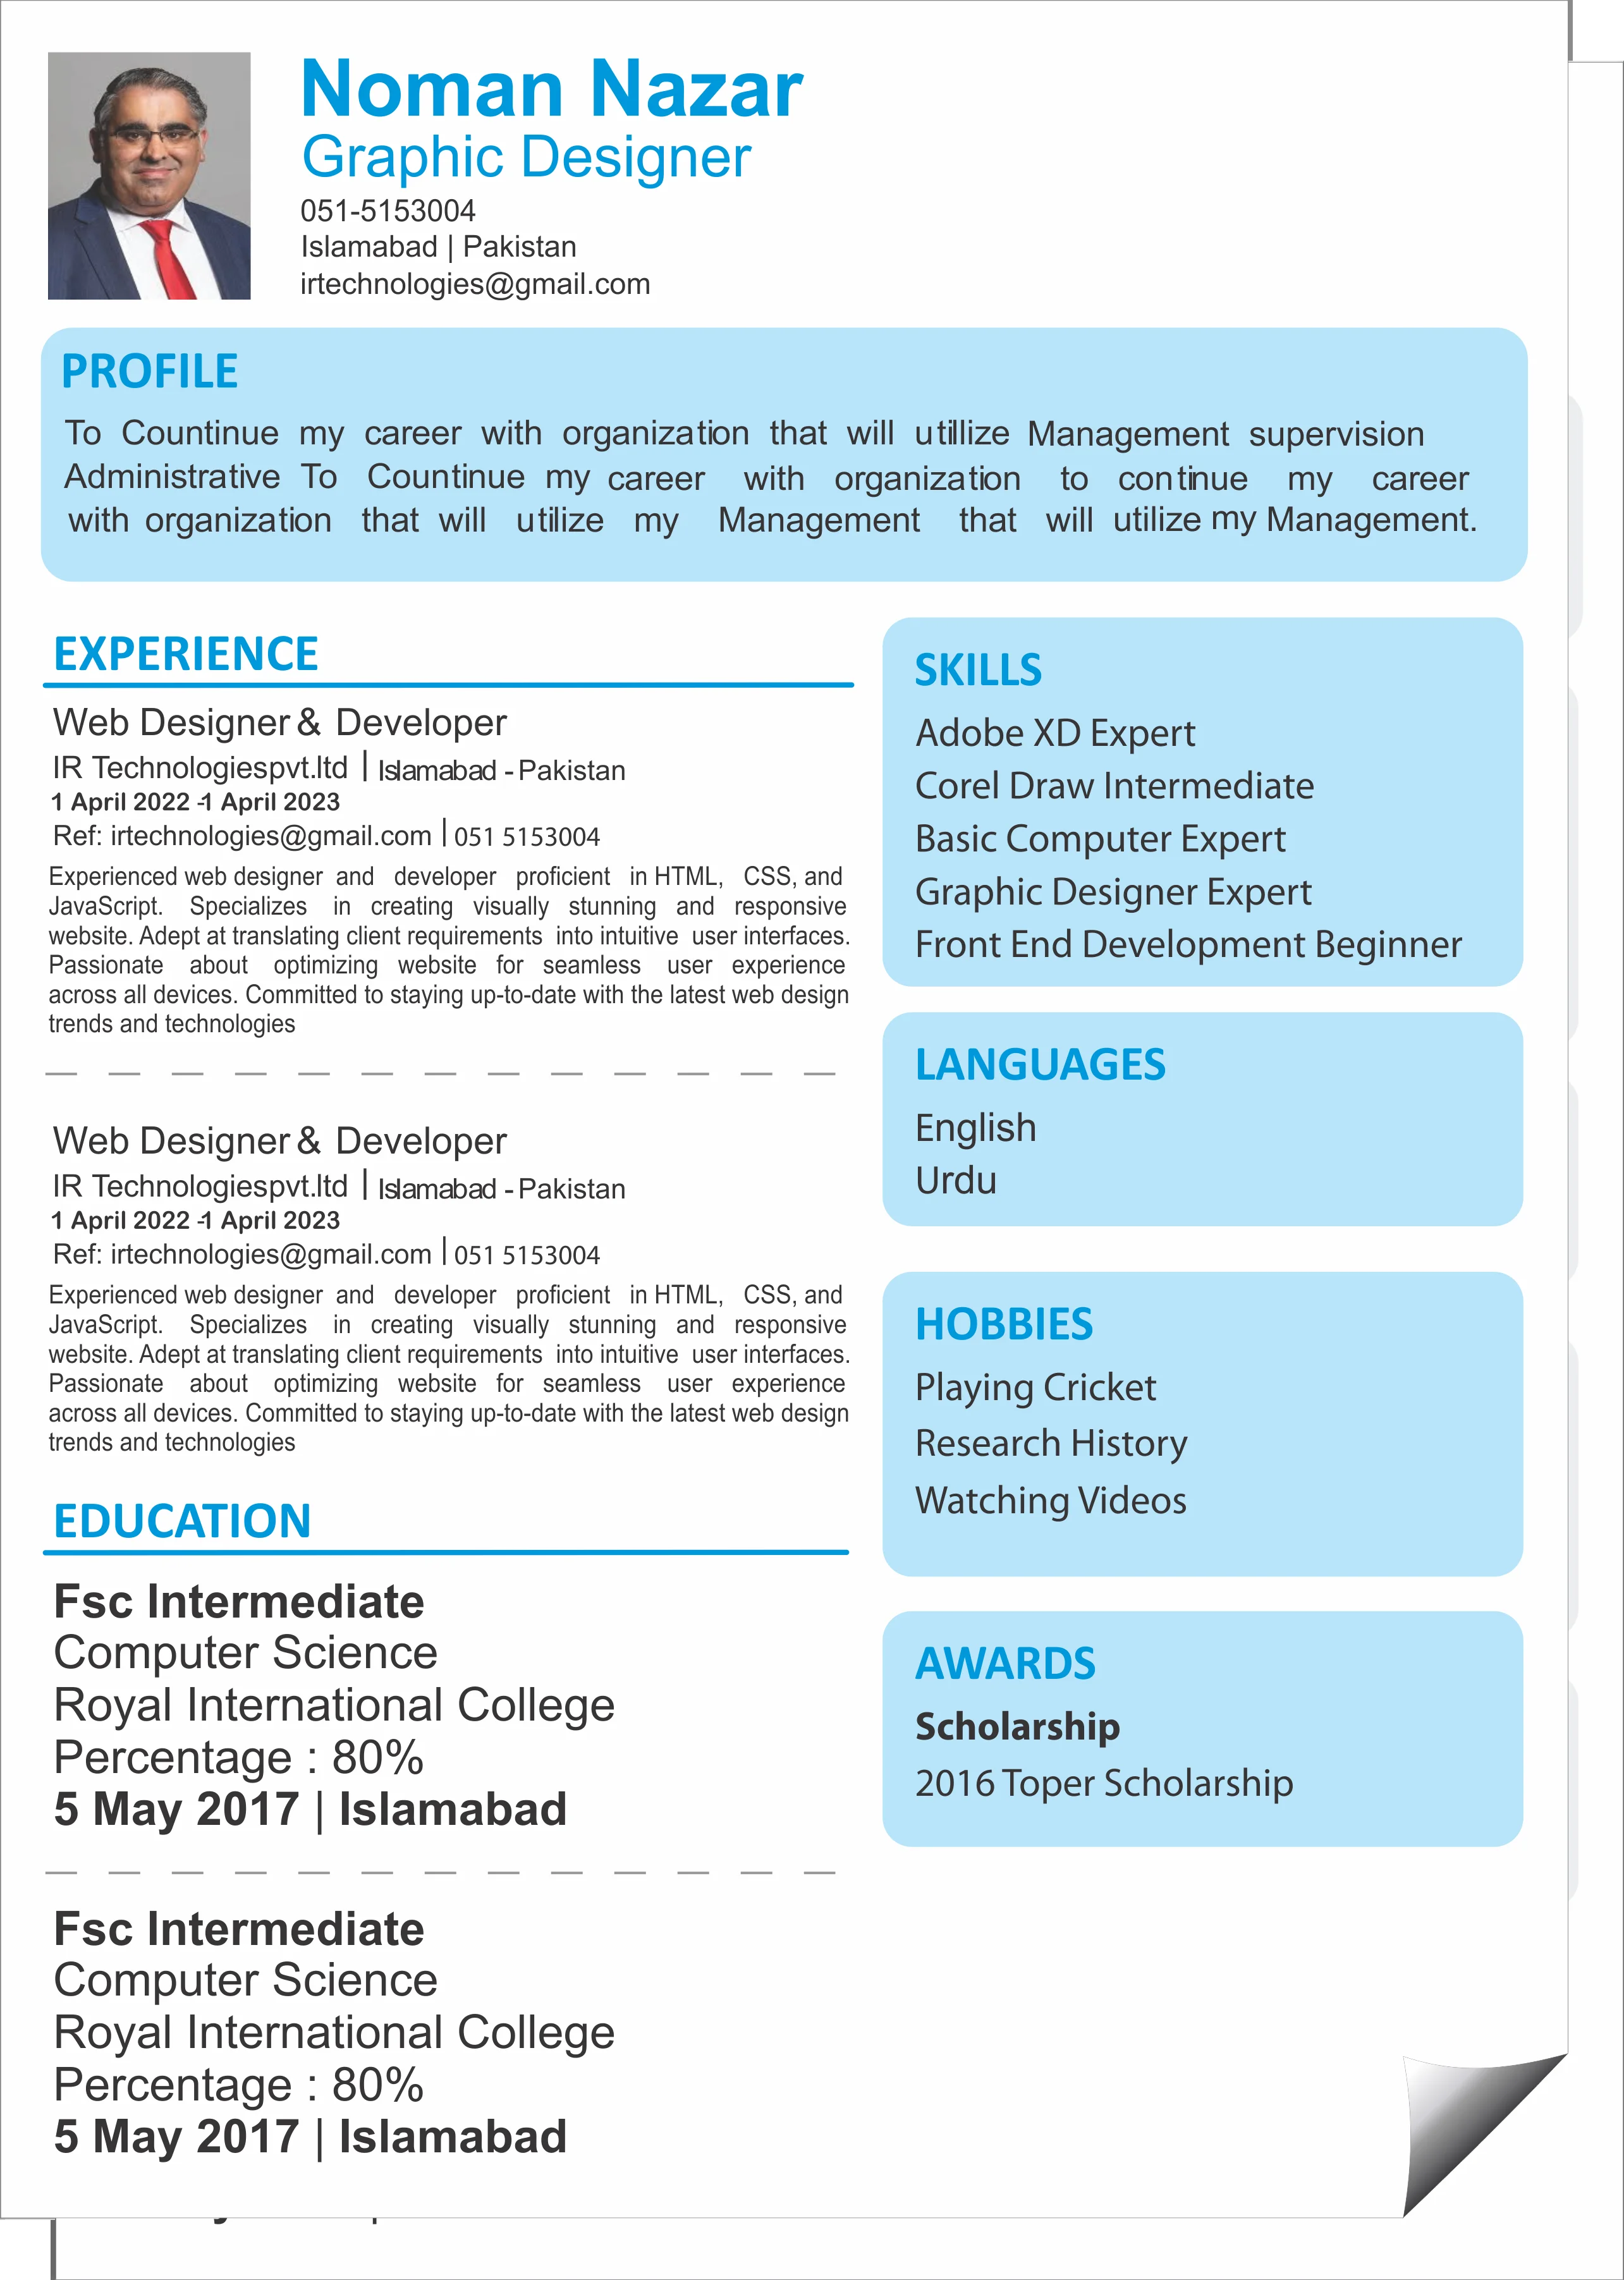 Noman Nazar
Graphic Designer
051-5153004
Islamabad | Pakistan
irtechnologies@gmail.com
PROFILE
To Countinue my career with organization that will utillize Management supervision
Administrative To Countinue my career with organization to continue my career
with organization that will utilize my Management that will utilize my Management.
EXPERIENCE
Web Designer & Developer
IR Technologiespvt.ltd | Islamabad - Pakistan
1 April 2022 -1 April 2023
Ref: irtechnologies@gmail.com | 051 5153004
Experienced web designer and developer proficient in HTML, CSS, and
JavaScript. Specializes in creating visually stunning and responsive
website. Adept at translating client requirements into intuitive user interfaces.
Passionate about optimizing website for seamless user experience
across all devices. Committed to staying up-to-date with the latest web design
trends and technologies
Web Designer & Developer
IR Technologiespvt.ltd | Islamabad - Pakistan
1 April 2022 -1 April 2023
Ref: irtechnologies@gmail.com | 051 5153004
Experienced web designer and developer proficient in HTML, CSS, and
JavaScript. Specializes in creating visually stunning and responsive
website. Adept at translating client requirements into intuitive user interfaces.
Passionate about optimizing website for seamless user experience
across all devices. Committed to staying up-to-date with the latest web design
trends and technologies
EDUCATION
Fsc Intermediate
Computer Science
Royal International College
Percentage : 80%
5 May 2017 | Islamabad
Fsc Intermediate
Computer Science
Royal International College
Percentage : 80%
5 May 2017 | Islamabad
SKILLS
Adobe XD Expert
Corel Draw Intermediate
Basic Computer Expert
Graphic Designer Expert
Front End Development Beginner
LANGUAGES
English
Urdu
HOBBIES
Playing Cricket
Research History
Watching Videos
AWARDS
Scholarship
2016 Toper Scholarship